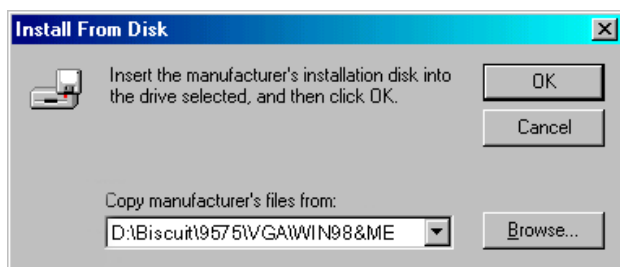 Install From Disk
Insert the manufacturer's installation disk into
the drive selected, and then click OK.
OK
Cancel
Copy manufacturer's files from:
D:\Biscuit\9575\VGA\WIN98&ME
Browse...